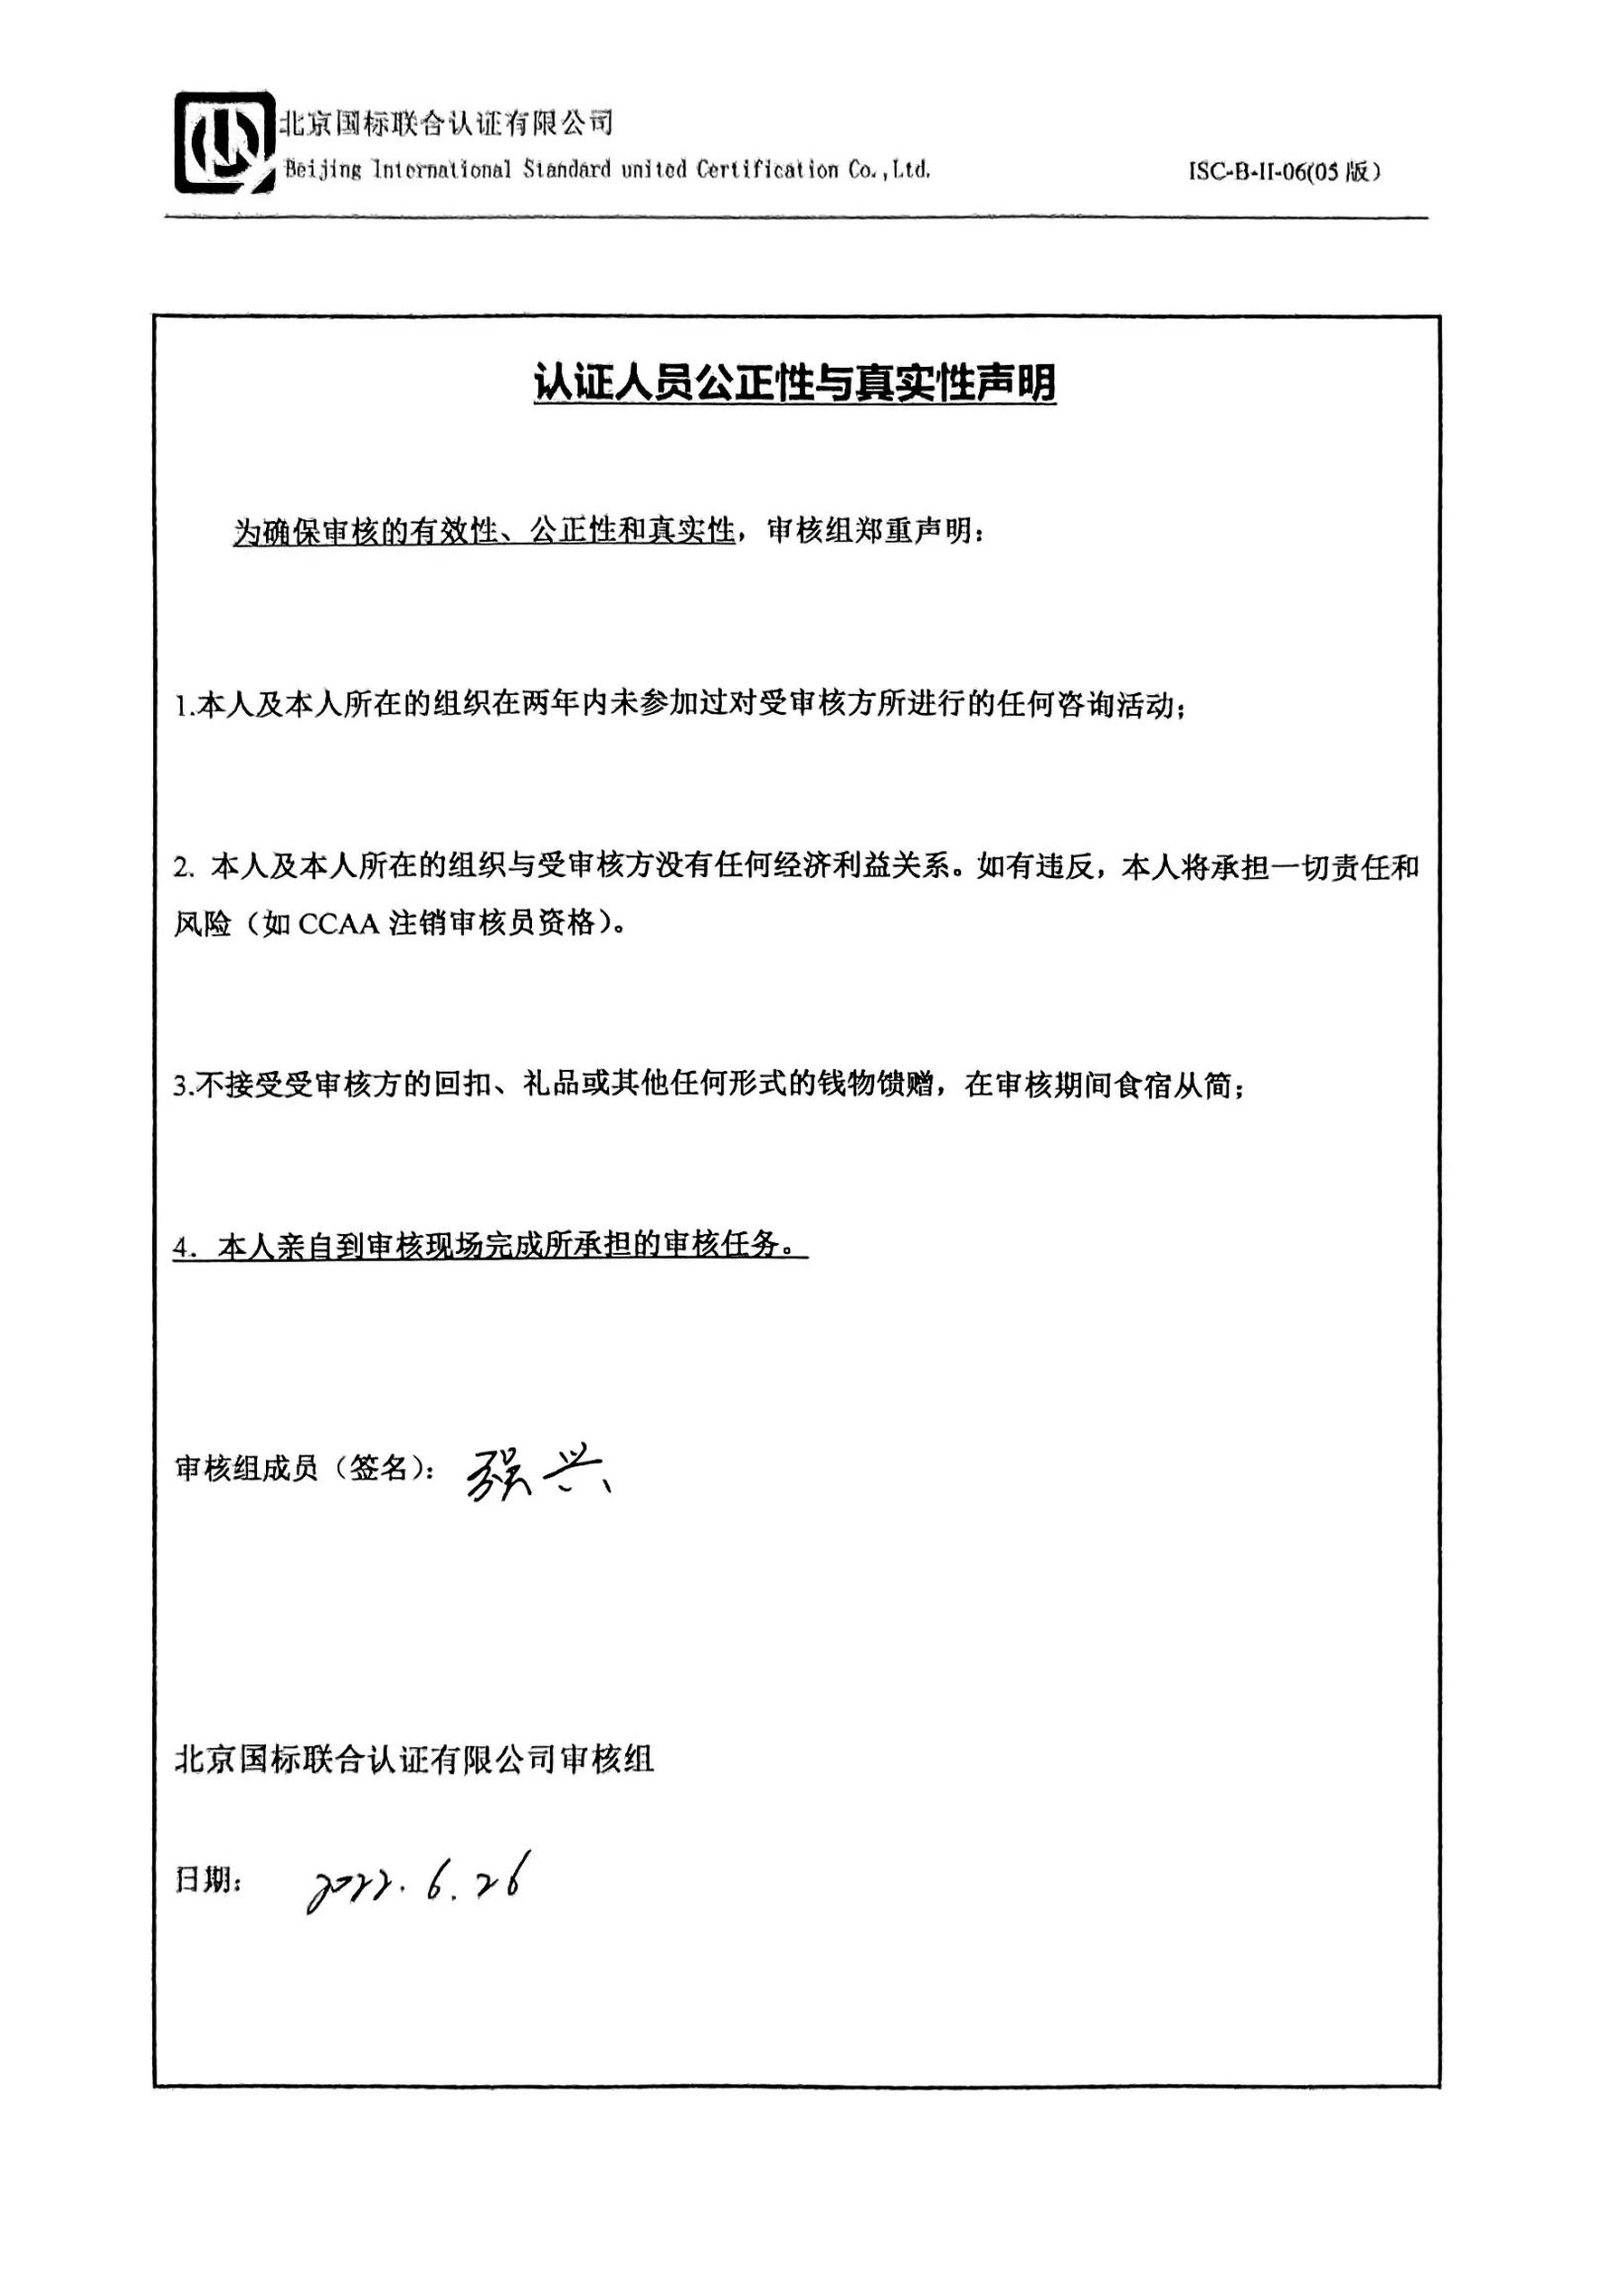 北京国标联合认证有限公司
Beijing International Standard united Certification Co.,Ltd.
ISC-B-II-06(05 版)
认证人员公正性与真实性声明
为确保审核的有效性、公正性和真实性，审核组郑重声明：
1.本人及本人所在的组织在两年内未参加过对受审核方所进行的任何咨询活动；
2. 本人及本人所在的组织与受审核方没有任何经济利益关系。如有违反，本人将承担一切责任和
风险（如 CCAA 注销审核员资格）。
3.不接受受审核方的回扣、礼品或其他任何形式的钱物馈赠，在审核期间食宿从简；
4. 本人亲自到审核现场完成所承担的审核任务。
审核组成员（签名）： 强兴
北京国标联合认证有限公司审核组
日期： 2022.6.26